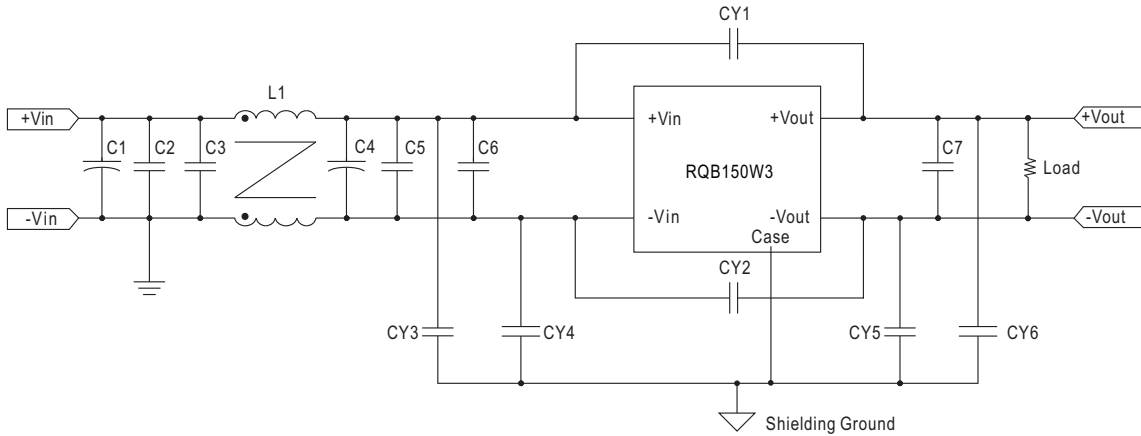 CY1
L1
+Vin
C1
C2
C3
C4
C5
C6
+Vin
+Vout
C7
+Vout
RQB150W3
Load
-Vin
-Vin
-Vout
-Vout
Case
CY2
CY3
CY4
CY5
CY6
Shielding Ground